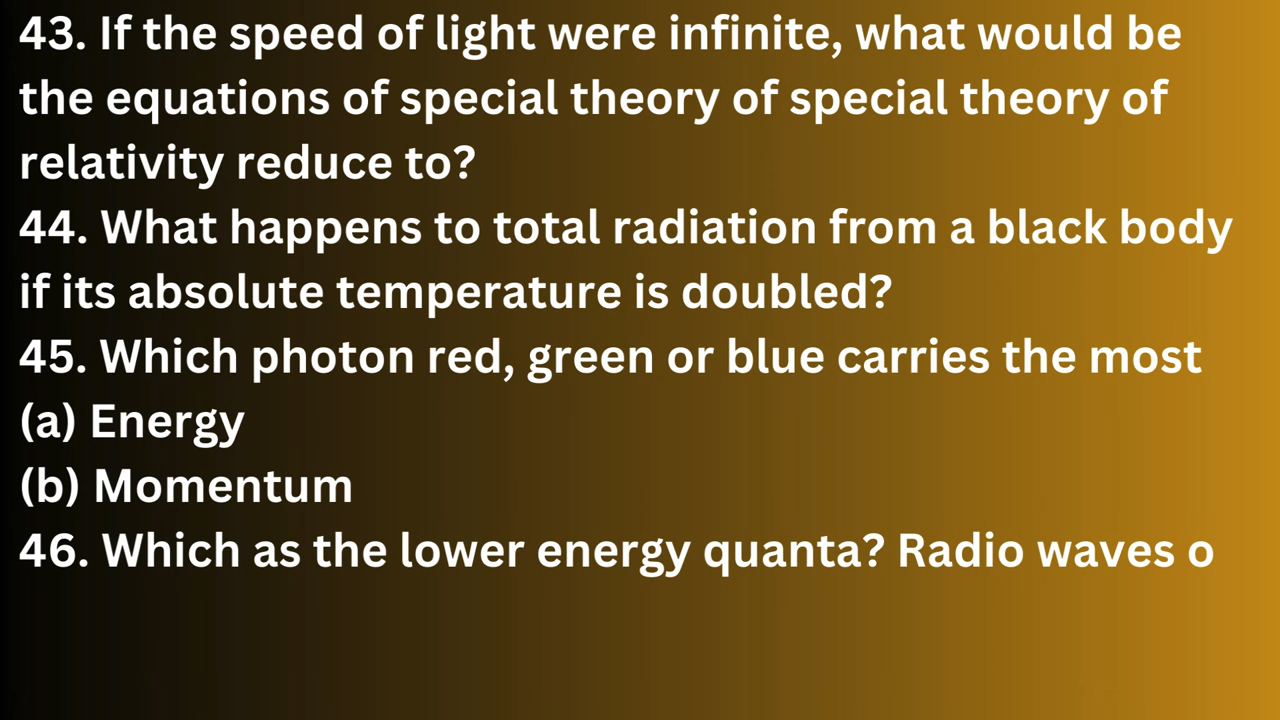 43. If the speed of light were infinite, what would be
the equations of special theory of special theory of
relativity reduce to?
44. What happens to total radiation from a black body
if its absolute temperature is doubled?
45. Which photon red, green or blue carries the most
(a) Energy
(b) Momentum
46. Which as the lower energy quanta? Radio waves o